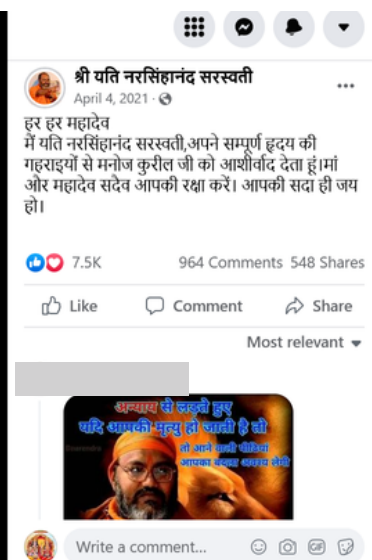 श्री यति नरसिंहानंद सरस्वती
April 4, 2021 ·
हर हर महादेव
मैं यति नरसिंहानंद सरस्वती,अपने सम्पूर्ण हृदय की
गहराइयों से मनोज कुरील जी को आशीर्वाद देता हूं।मां
और महादेव सदैव आपकी रक्षा करें। आपकी सदा ही जय
हो।
7.5K 964 Comments 548 Shares
Like Comment Share
Most relevant
अन्याय से लड़ते हुए
यदि आपकी मृत्यु हो जाती है तो
तो आने वाली पीढियां
आपका बदला अवश्य लेगी
Write a comment...
GIF